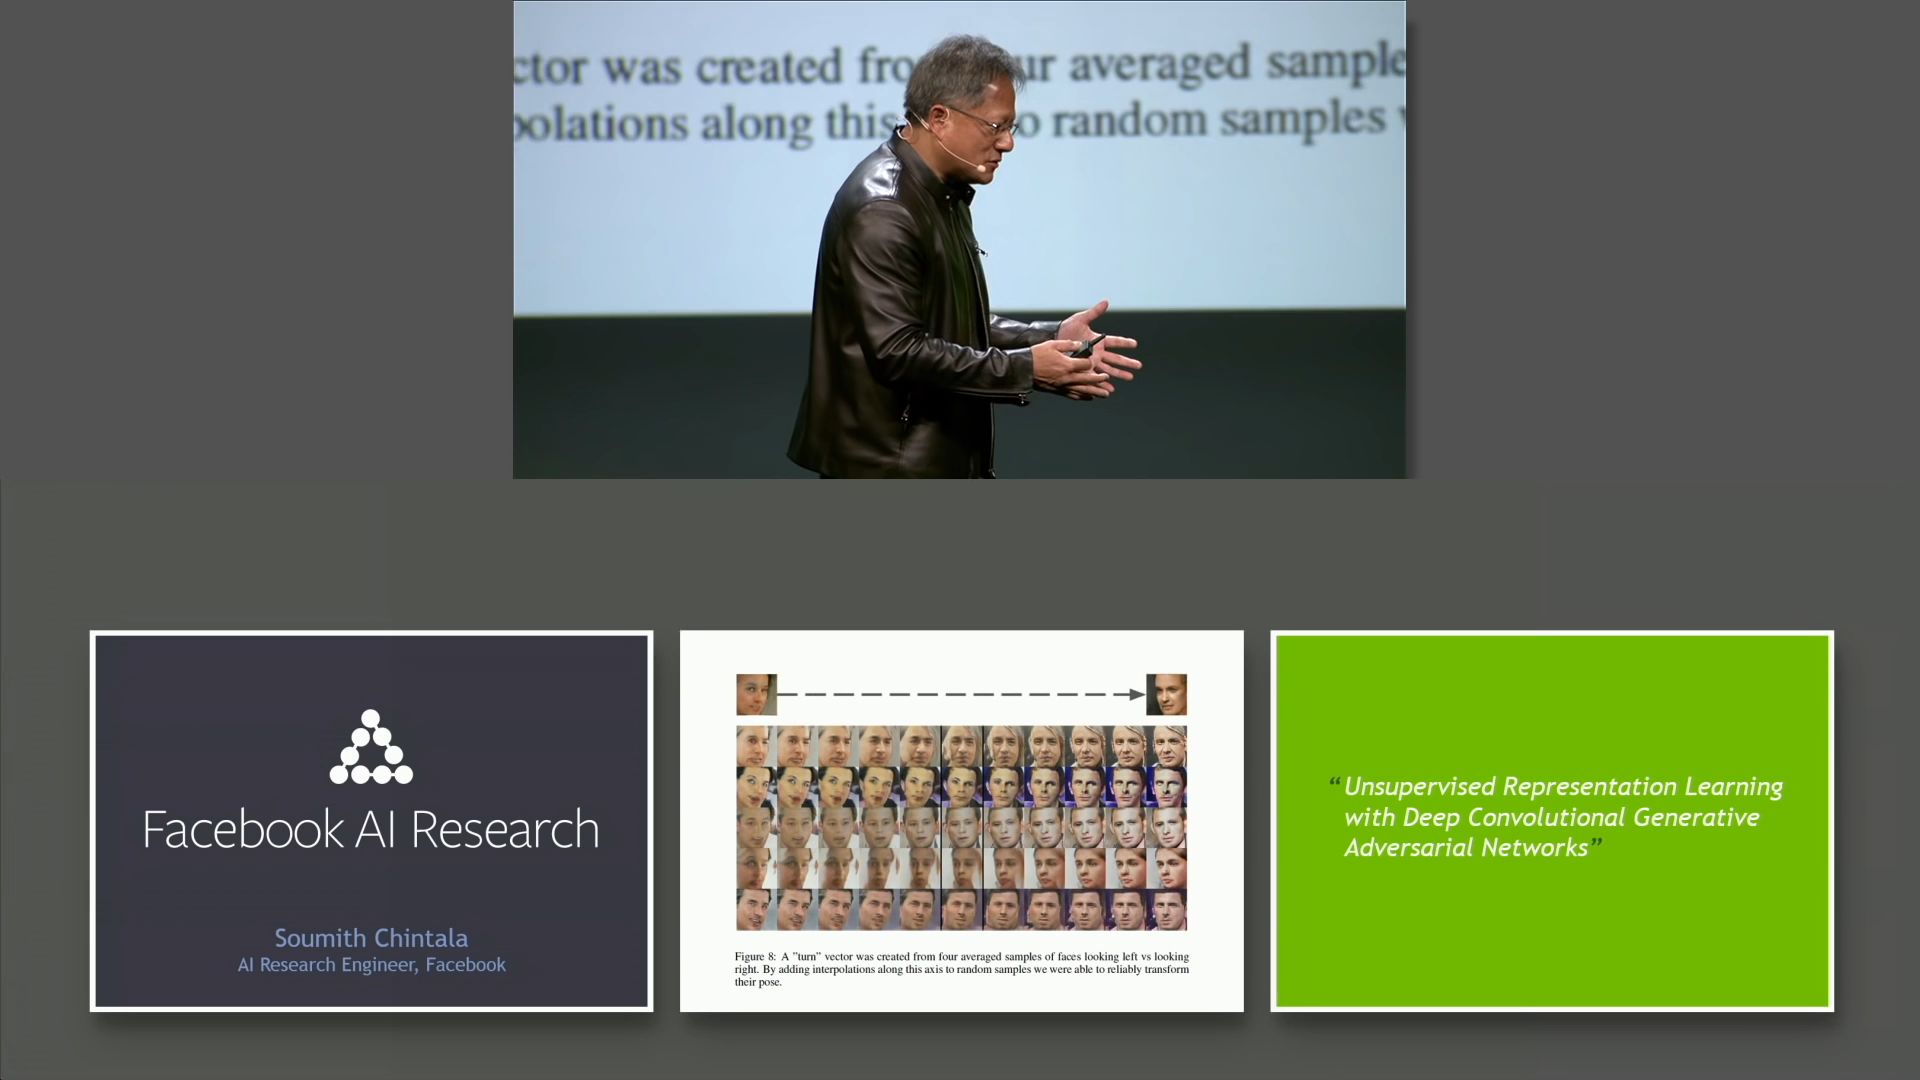 ctor was created fro ur averaged sample
polations along this o random samples
Facebook AI Research
Soumith Chintala
AI Research Engineer, Facebook
Figure 8: A "turn" vector was created from four averaged samples of faces looking left vs looking
right. By adding interpolations along this axis to random samples we were able to reliably transform
their pose.
“Unsupervised Representation Learning
with Deep Convolutional Generative
Adversarial Networks”